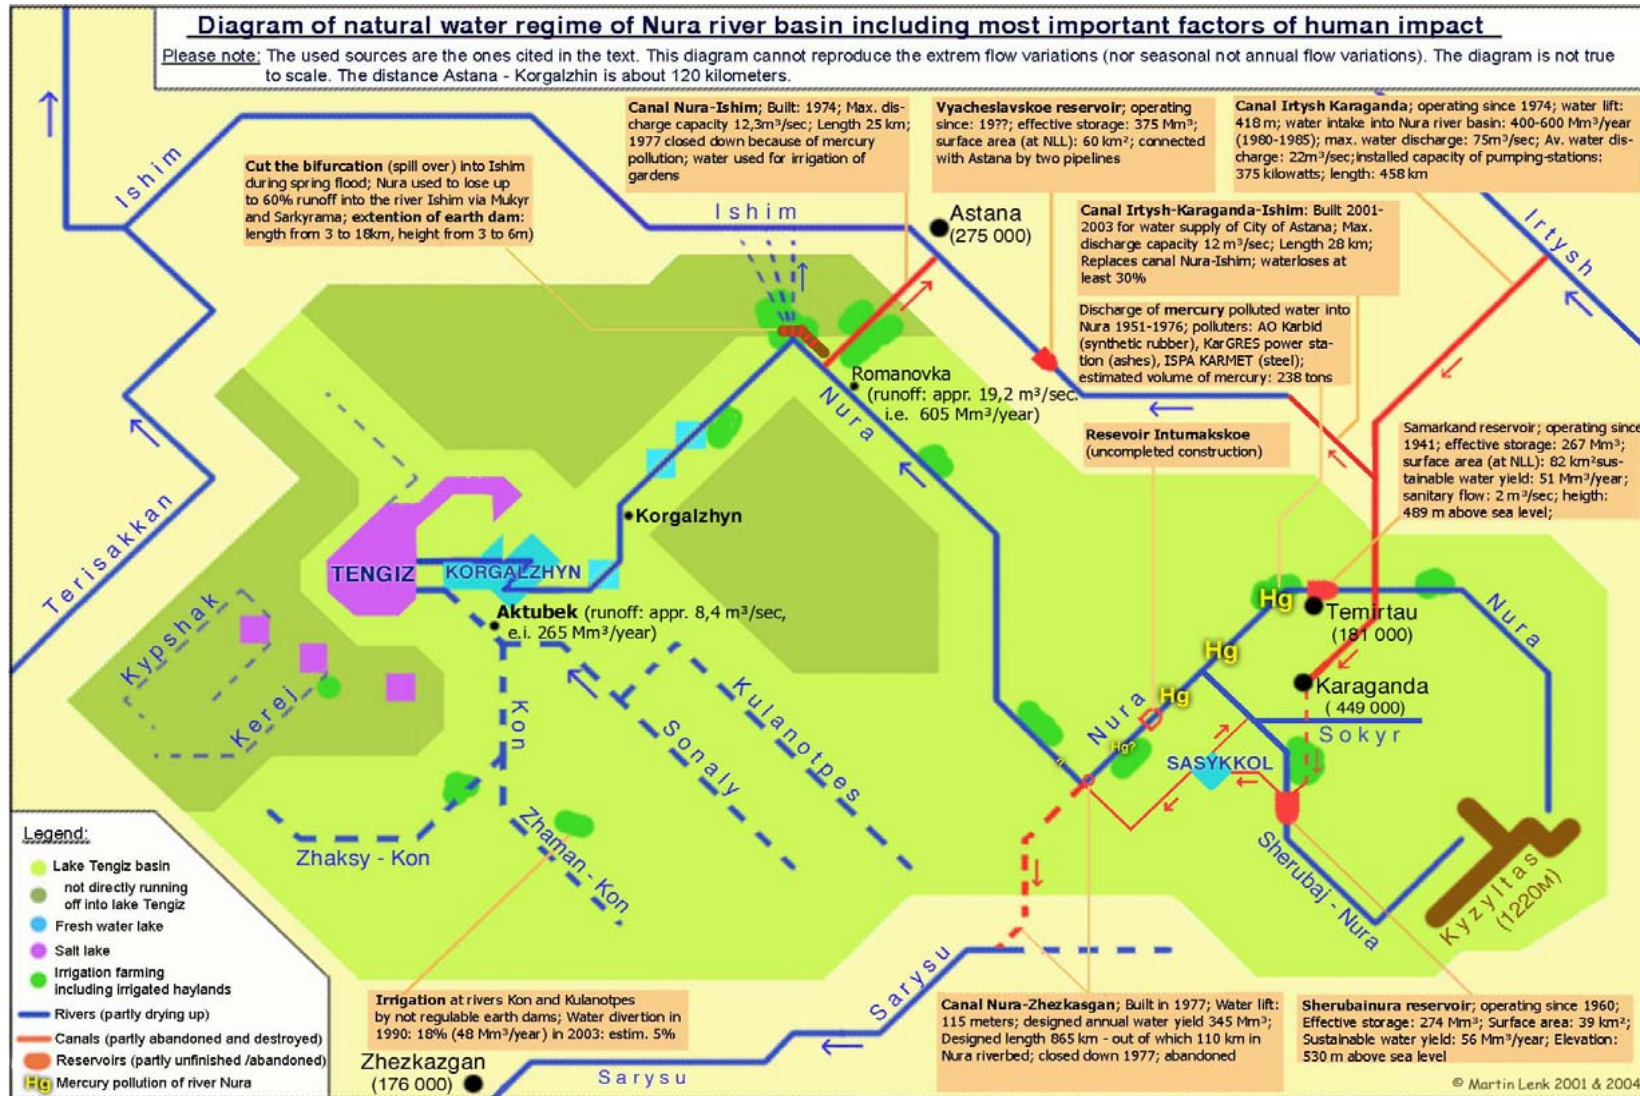 Diagram of natural water regime of Nura river basin including most important factors of human impact
Please note: The used sources are the ones cited in the text. This diagram cannot reproduce the extrem flow variations (nor seasonal not annual flow variations). The diagram is not true
to scale. The distance Astana - Korgalzhin is about 120 kilometers.
Canal Nura-Ishim; Built: 1974; Max. dis-
charge capacity 12,3m³/sec; Length 25 km;
1977 closed down because of mercury
pollution; water used for irrigation of
gardens
Vyacheslavskoe reservoir; operating
since: 19??; effective storage: 375 Mm³;
surface area (at NLL): 60 km²; connected
with Astana by two pipelines
Canal Irtysh Karaganda; operating since 1974; water lift:
418 m; water intake into Nura river basin: 400-600 Mm³/year
(1980-1985); max. water discharge: 75m³/sec; Av. water dis-
charge: 22m³/sec;installed capacity of pumping-stations:
375 kilowatts; length: 458 km
Cut the bifurcation (spill over) into Ishim
during spring flood; Nura used to lose up
to 60% runoff into the river Ishim via Mukyr
and Sarkyrama; extention of earth dam:
length from 3 to 18km, height from 3 to 6m)
Ishim
Ishim
Astana
(275 000)
Canal Irtysh-Karaganda-Ishim: Built 2001-
2003 for water supply of City of Astana; Max.
discharge capacity 12 m³/sec; Length 28 km;
Replaces canal Nura-Ishim; waterloses at
least 30%
Irtysh
Discharge of mercury polluted water into
Nura 1951-1976; polluters: AO Karbid
(synthetic rubber), KarGRES power sta-
tion (ashes), ISPA KARMET (steel);
estimated volume of mercury: 238 tons
Romanovka
(runoff: appr. 19,2 m³/sec.
i.e. 605 Mm³/year)
Nura
Resevoir Intumakskoe
(uncompleted construction)
Samarkand reservoir; operating since
1941; effective storage: 267 Mm³;
surface area (at NLL): 82 km²sus-
tainable water yield: 51 Mm³/year;
sanitary flow: 2 m³/sec; heigth:
489 m above sea level;
Terisakkan
Korgalzhyn
TENGIZ
KORGALZHYN
Aktubek (runoff: appr. 8,4 m³/sec,
e.i. 265 Mm³/year)
Hg
Temirtau
(181 000)
Nura
Kypshak
Kerej
Hg
Hg
Hg?
Nura
Karaganda
(449 000)
Sokyr
SASYKKOL
Kon
Sonaly
Kulanotpes
Zhaksy - Kon
Zhaman - Kon
Sherubaj - Nura
Kyzyltas
(1220M)
Legend:
Lake Tengiz basin
not directly running
off into lake Tengiz
Fresh water lake
Salt lake
Irrigation farming
including irrigated haylands
Rivers (partly drying up)
Canals (partly abandoned and destroyed)
Reservoirs (partly unfinished /abandoned)
Hg Mercury pollution of river Nura
Irrigation at rivers Kon and Kulanotpes
by not regulable earth dams; Water divertion in
1990: 18% (48 Mm³/year) in 2003: estim. 5%
Zhezkazgan
(176 000)
Sarysu
Sarysu
Canal Nura-Zhezkasgan; Built in 1977; Water lift:
115 meters; designed annual water yield 345 Mm³;
Designed length 865 km - out of which 110 km in
Nura riverbed; closed down 1977; abandoned
Sherubainura reservoir; operating since 1960;
Effective storage: 274 Mm³; Surface area: 39 km²;
Sustainable water yield: 56 Mm³/year; Elevation:
530 m above sea level
© Martin Lenk 2001 & 2004